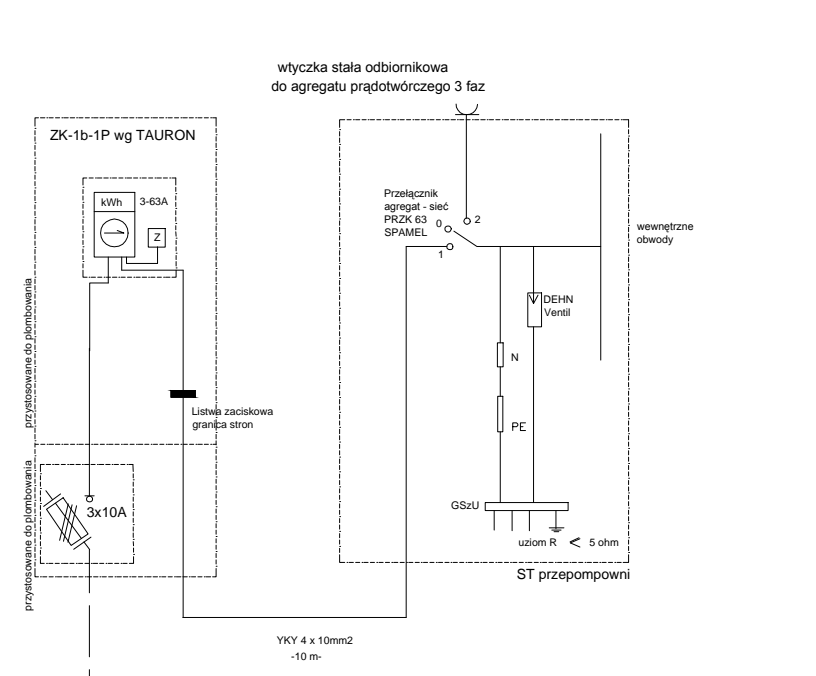 wtyczka stała odbiornikowa
do agregatu prądotwórczego 3 faz
ZK-1b-1P wg TAURON
kWh
3-63A
Z
przystosowane do plombowania
Listwa zaciskowa
granica stron
przystosowane do plombowania
3x10A
Przełącznik
agregat - sieć
PRZK 63
SPAMEL
0
2
1
wewnętrzne
obwody
DEHN
Ventil
N
PE
GSzU
uziom R < 5 ohm
ST przepompowni
YKY 4 x 10mm2
-10 m-